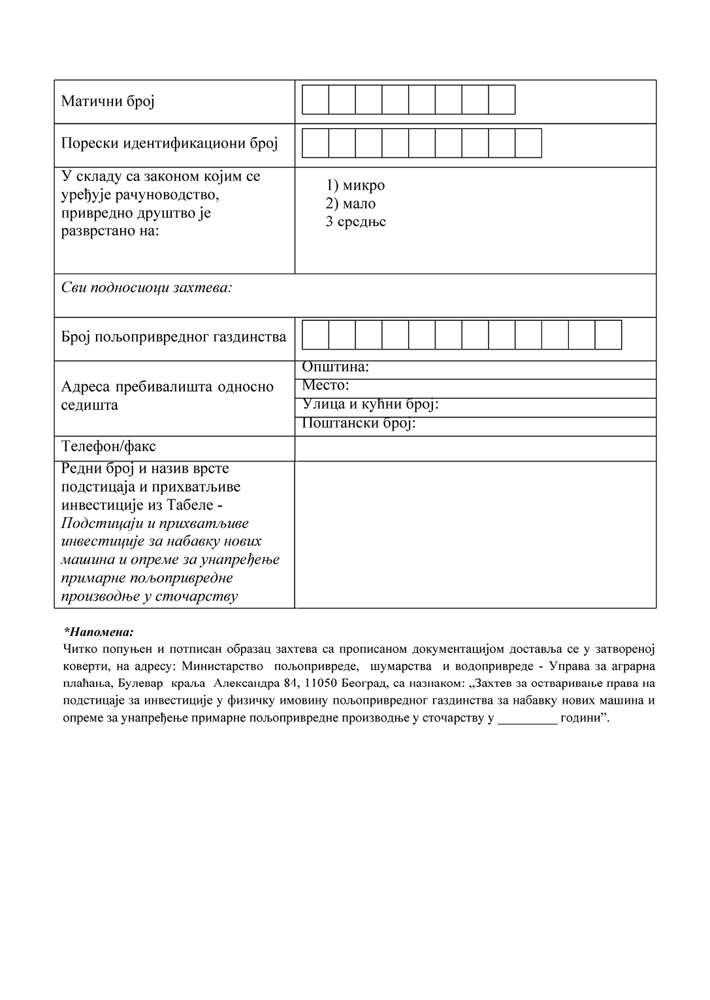 Матични број
Порески идентификациони број
У складу са законом којим се
уређује рачуноводство,
привредно друштво је
разврстано на:
1) микро
2) мало
3 средње
Сви подносиоци захтева:
Број пољопривредног газдинства
Адреса пребивалишта односно
седишта
Општина:
Место:
Улица и кућни број:
Поштански број:
Телефон/факс
Редни број и назив врсте
подстицаја и прихватљиве
инвестиције из Табеле -
Подстицаји и прихватљиве
инвестиције за набавку нових
машина и опреме за унапређење
примарне пољопривредне
производње у сточарству
*Напомена:
Читко попуњен и потписан образац захтева са прописаном документацијом доставља се у затвореној
коверти, на адресу: Министарство пољопривреде, шумарства и водопривреде - Управа за аграрна
плаћања, Булевар краља Александра 84, 11050 Београд, са назнаком: „Захтев за остваривање права на
подстицаје за инвестиције у физичку имовину пољопривредног газдинства за набавку нових машина и
опреме за унапређење примарне пољопривредне производње у сточарству у _________ години”.